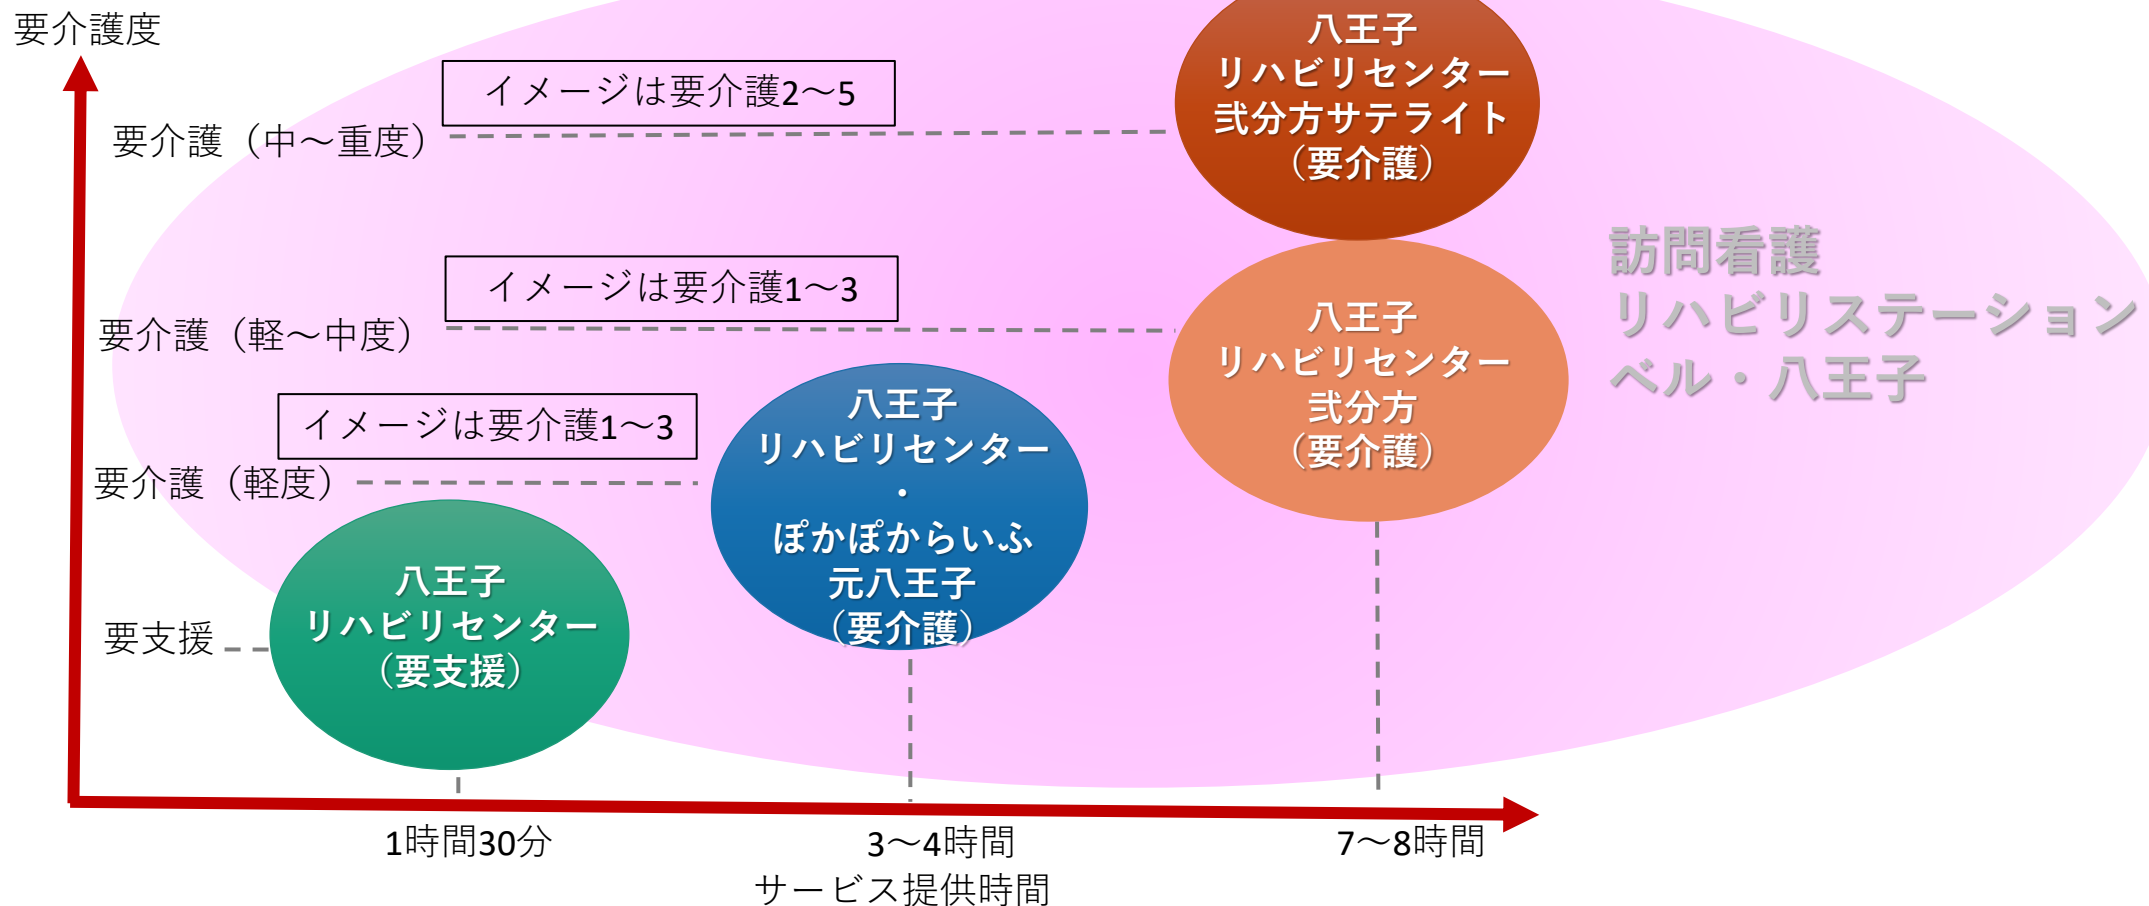 要介護度
イメージは要介護2～5
要介護（中～重度）
八王子
リハビリセンター
弐分方サテライト
（要介護）
イメージは要介護1～3
要介護（軽～中度）
八王子
リハビリセンター
弐分方
（要介護）
訪問看護
リハビリステーション
ベル・八王子
イメージは要介護1～3
要介護（軽度）
八王子
リハビリセンター
・
ぽかぽからいふ
元八王子
（要介護）
要支援
八王子
リハビリセンター
（要支援）
1時間30分
3～4時間
7～8時間
サービス提供時間